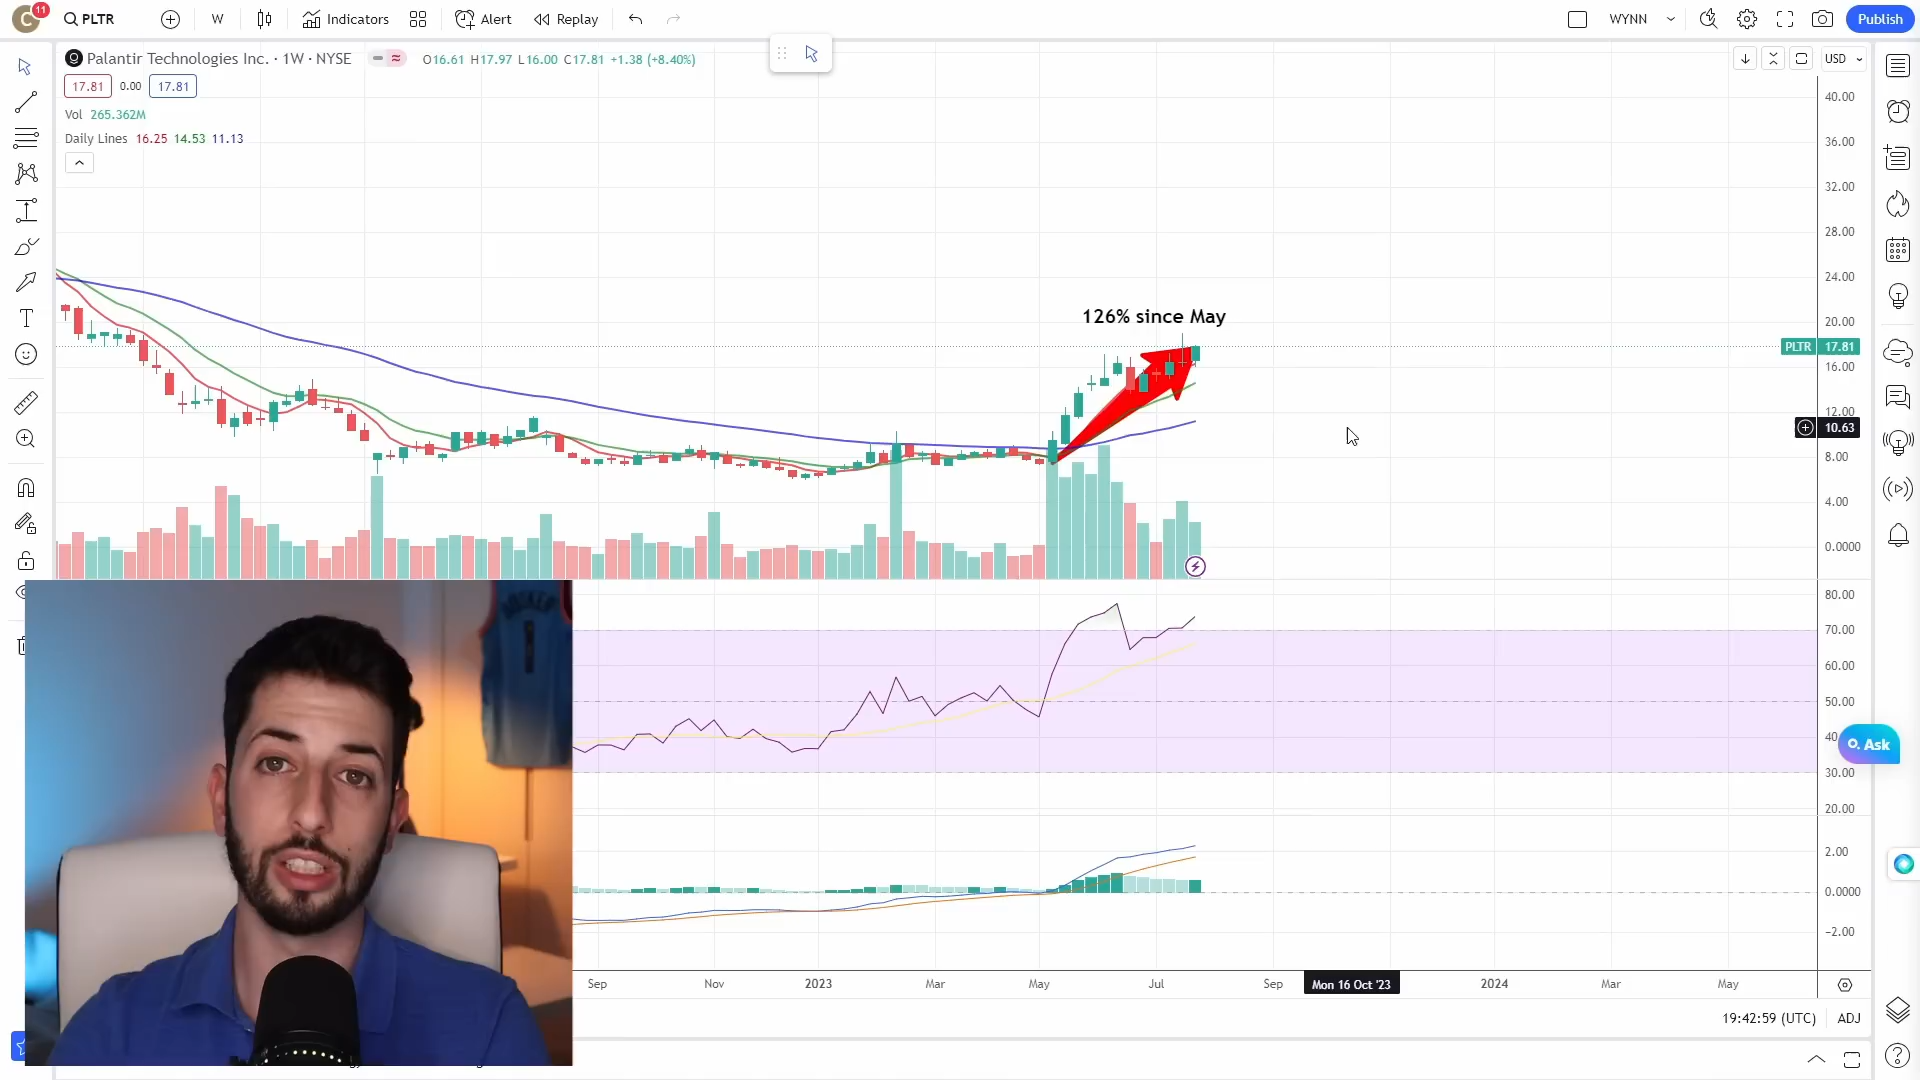 C 11 PLTR W Indicators Alert Replay WYNN Publish
Palantir Technologies Inc. · 1W · NYSE O16.61 H17.97 L16.00 C17.81 +1.38 (+8.40%) USD
17.81 0.00 17.81
Vol 265.362M
Daily Lines 16.25 14.53 11.13
40.00
36.00
32.00
28.00
24.00
126% since May
20.00
PLTR 17.81
16.00
12.00
10.63
8.00
4.00
0.0000
80.00
70.00
60.00
50.00
40
Ask
30.00
20.00
2.00
0.0000
−2.00
Sep Nov 2023 Mar May Jul Sep Mon 16 Oct '23 2024 Mar May
19:42:59 (UTC) ADJ